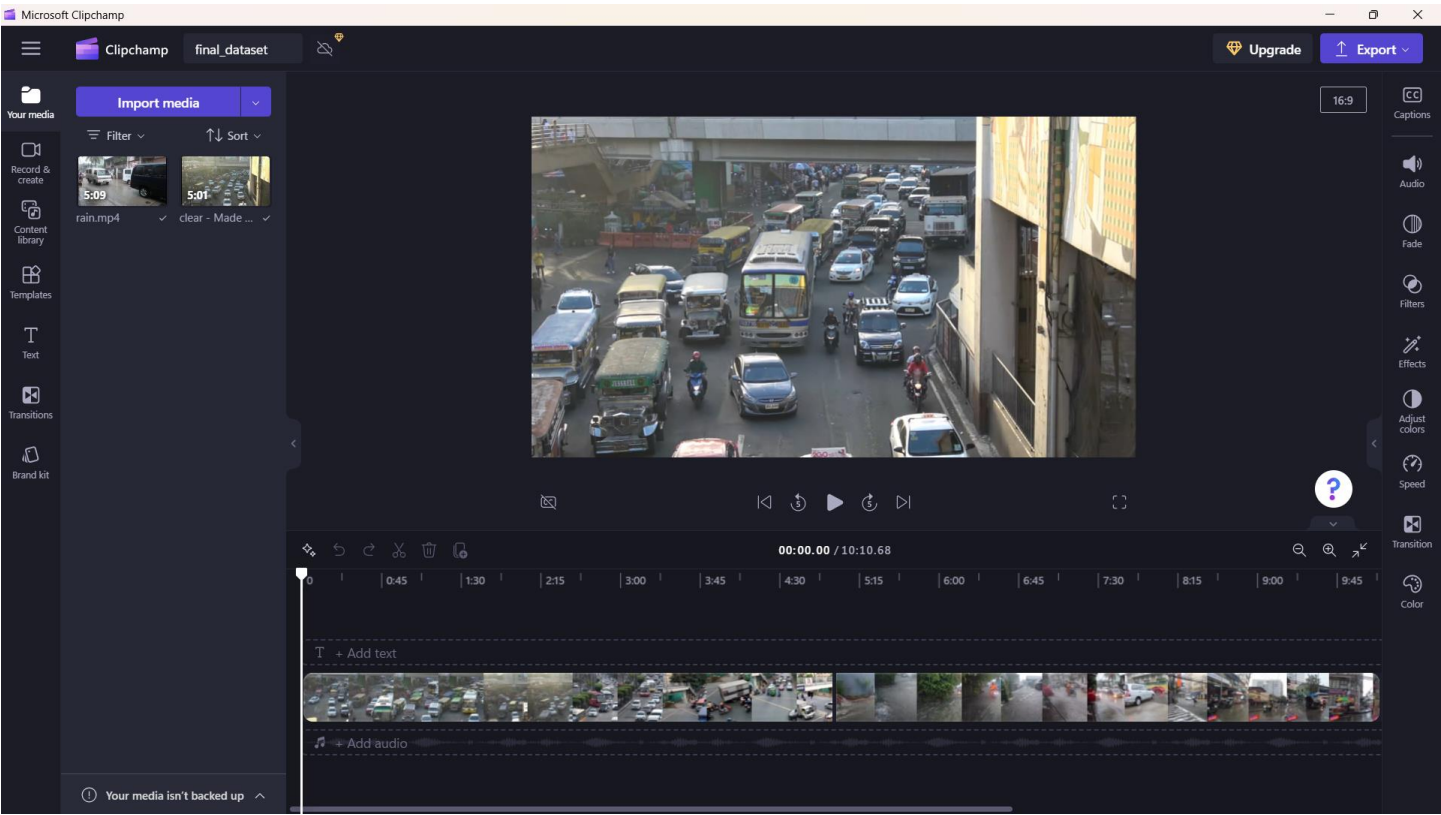 Microsoft Clipchamp
Clipchamp
final_dataset
Upgrade
Export
Your media
Import media
Filter
Sort
5:09
5:01
rain.mp4
clear - Made ...
Record &
create
Content
library
Templates
Text
Transitions
Brand kit
16:9
CC
Captions
Audio
Fade
Filters
Effects
Adjust
colors
Speed
Transition
Color
5
5
?
00:00.00 / 10:10.68
0 0:45 1:30 2:15 3:00 3:45 4:30 5:15 6:00 6:45 7:30 8:15 9:00 9:45
T + Add text
+ Add audio
Your media isn't backed up